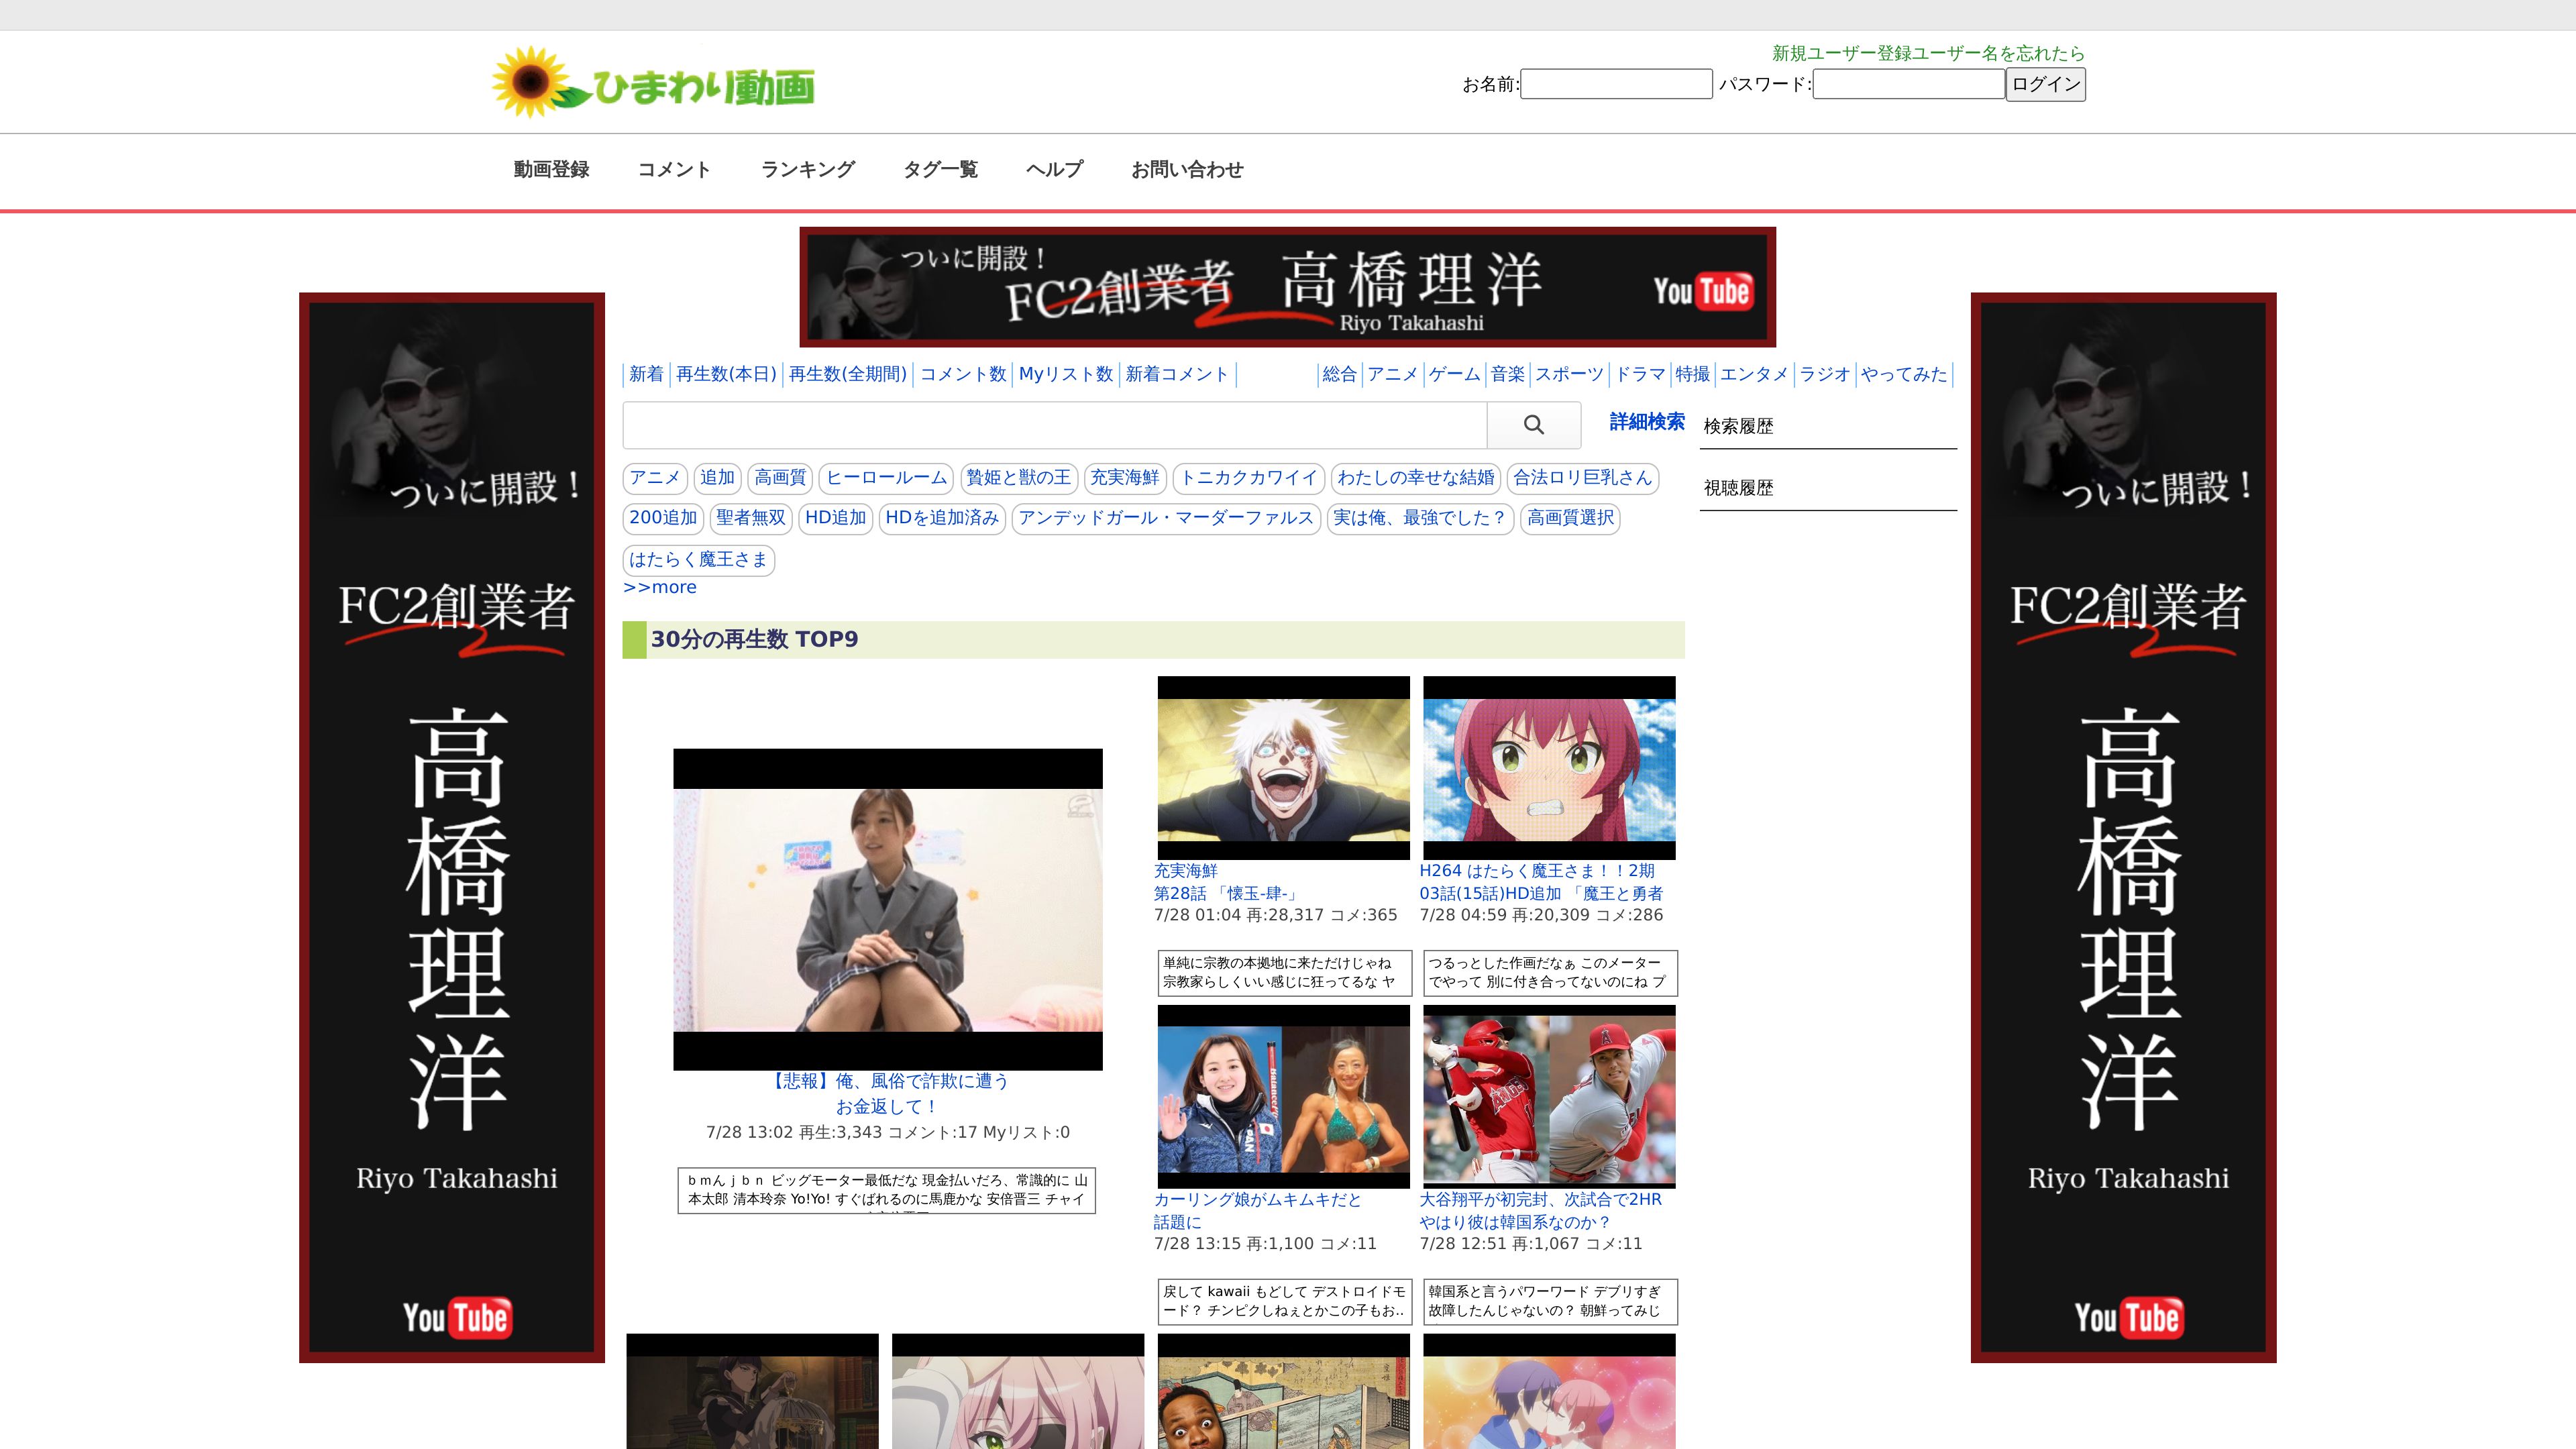 ひまわり動画
新規ユーザー登録ユーザー名を忘れたら
お名前: パスワード: ログイン
動画登録 コメント ランキング タグ一覧 ヘルプ お問い合わせ
ついに開設！
FC2創業者 高橋理洋
Riyo Takahashi
YouTube
ついに開設！
FC2創業者
高橋理洋
Riyo Takahashi
YouTube
新着 再生数(本日) 再生数(全期間) コメント数 Myリスト数 新着コメント 総合 アニメ ゲーム 音楽 スポーツ ドラマ 特撮 エンタメ ラジオ やってみた
詳細検索
検索履歴
視聴履歴
アニメ 追加 高画質 ヒーロールーム 贄姫と獣の王 充実海鮮 トニカクカワイイ わたしの幸せな結婚 合法ロリ巨乳さん
200追加 聖者無双 HD追加 HDを追加済み アンデッドガール・マーダーファルス 実は俺、最強でした？ 高画質選択
はたらく魔王さま
>>more
30分の再生数 TOP9
【悲報】俺、風俗で詐欺に遭う
お金返して！
7/28 13:02 再生:3,343 コメント:17 Myリスト:0
ｂｍんｊｂｎ ビッグモーター最低だな 現金払いだろ、常識的に 山
本太郎 清本玲奈 Yo!Yo! すぐばれるのに馬鹿かな 安倍晋三 チャイ
充実海鮮
第28話 「懐玉-肆-」
7/28 01:04 再:28,317 コメ:365
単純に宗教の本拠地に来ただけじゃね
宗教家らしくいい感じに狂ってるな ヤ
H264 はたらく魔王さま！！2期
03話(15話)HD追加 「魔王と勇者
7/28 04:59 再:20,309 コメ:286
つるっとした作画だなぁ このメーター
でやって 別に付き合ってないのにね プ
カーリング娘がムキムキだと
話題に
7/28 13:15 再:1,100 コメ:11
戻して kawaii もどして デストロイドモ
ード？ チンピクしねぇとかこの子もお..
大谷翔平が初完封、次試合で2HR
やはり彼は韓国系なのか？
7/28 12:51 再:1,067 コメ:11
韓国系と言うパワーワード デブリすぎ
故障したんじゃないの？ 朝鮮ってみじ
ついに開設！
FC2創業者
高橋理洋
Riyo Takahashi
YouTube